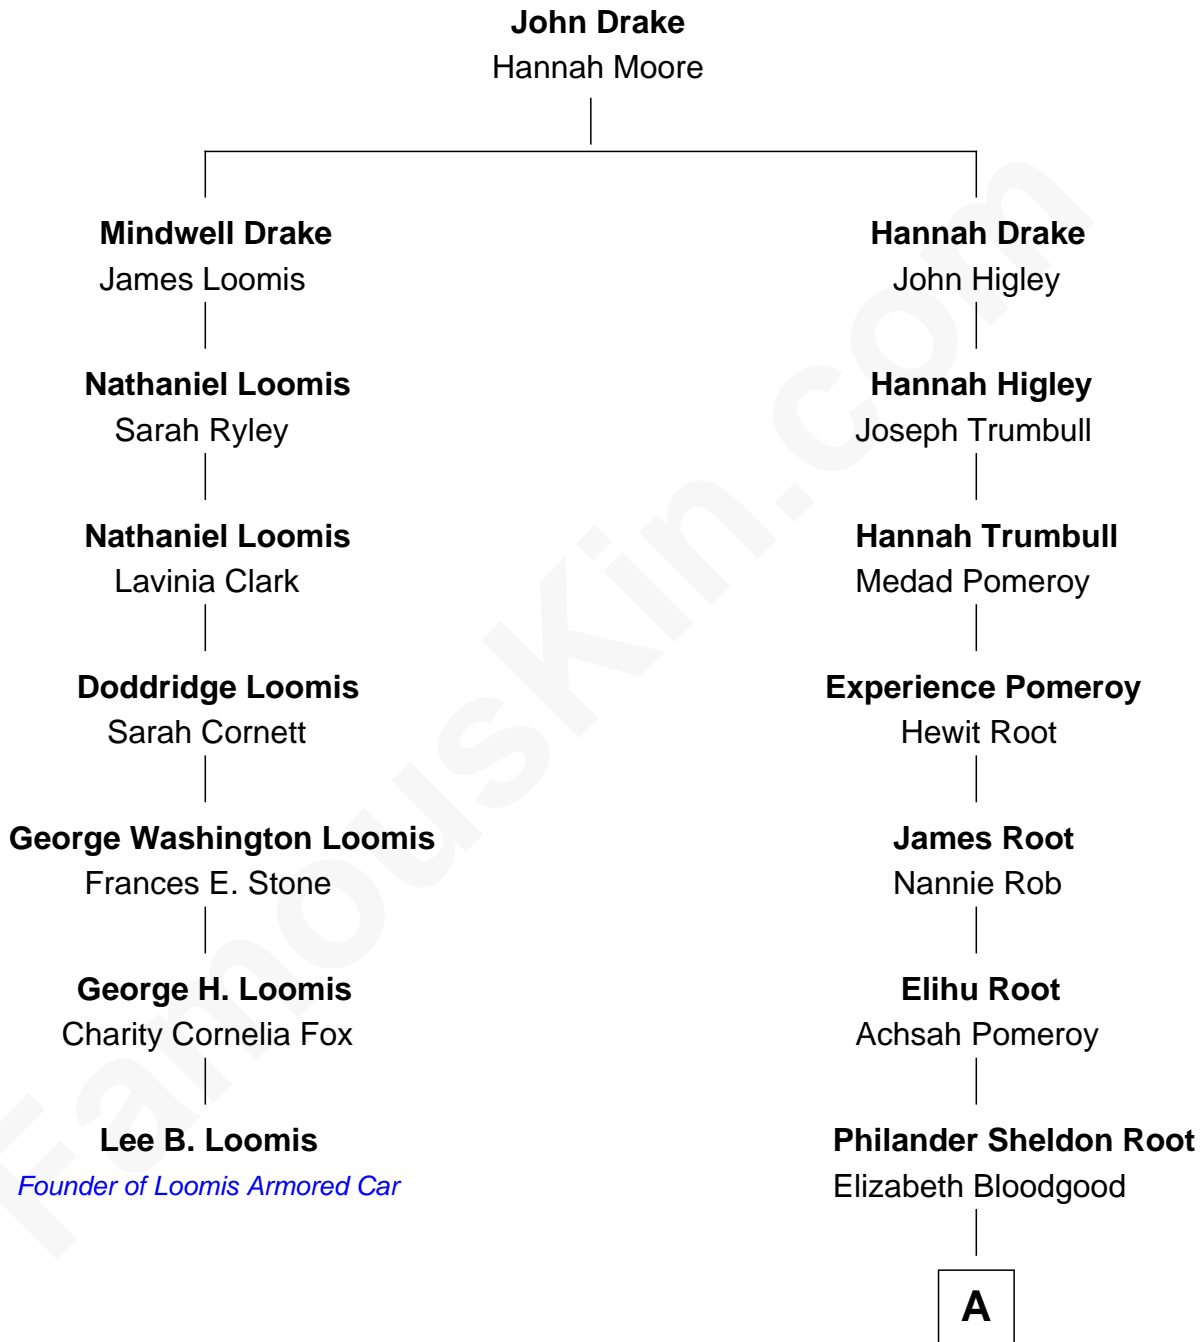 John Drake
Hannah Moore
Mindwell Drake
James Loomis
Hannah Drake
John Higley
Nathaniel Loomis
Sarah Ryley
Hannah Higley
Joseph Trumbull
Nathaniel Loomis
Lavinia Clark
Hannah Trumbull
Medad Pomeroy
Doddridge Loomis
Sarah Cornett
Experience Pomeroy
Hewit Root
George Washington Loomis
Frances E. Stone
James Root
Nannie Rob
George H. Loomis
Charity Cornelia Fox
Elihu Root
Achsah Pomeroy
Lee B. Loomis
Founder of Loomis Armored Car
Philander Sheldon Root
Elizabeth Bloodgood
A
FamousKin.com